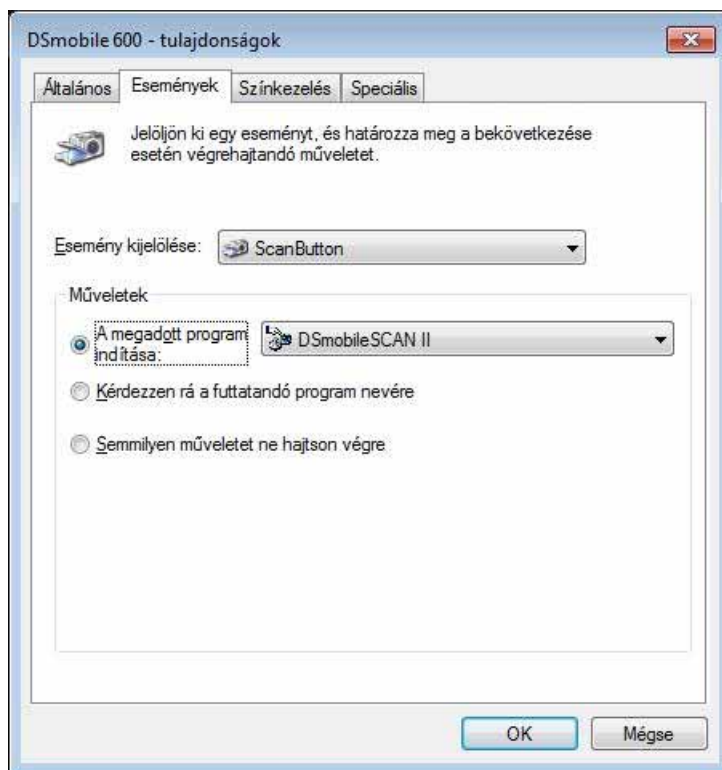 DSmobile 600 - tulajdonságok
Általános Események Színkezelés Speciális
Jelöljön ki egy eseményt, és határozza meg a bekövetkezése
esetén végrehajtandó műveletet.
Esemény kijelölése: ScanButton
Műveletek
A megadott program
indítása:
DSmobileSCAN II
Kérdezzen rá a futtatandó program nevére
Semmilyen műveletet ne hajtson végre
OK Mégse